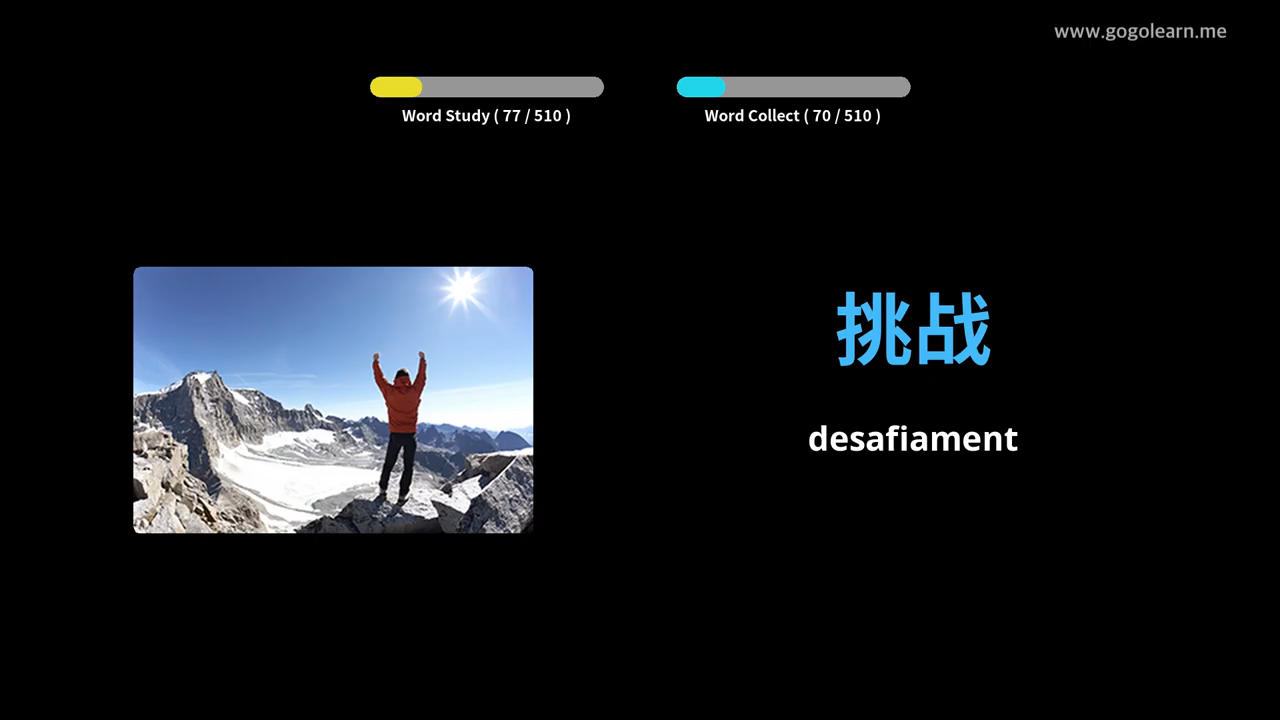 www.gogolearn.me
Word Study ( 77 / 510 )
Word Collect ( 70 / 510 )
挑战
desafiament